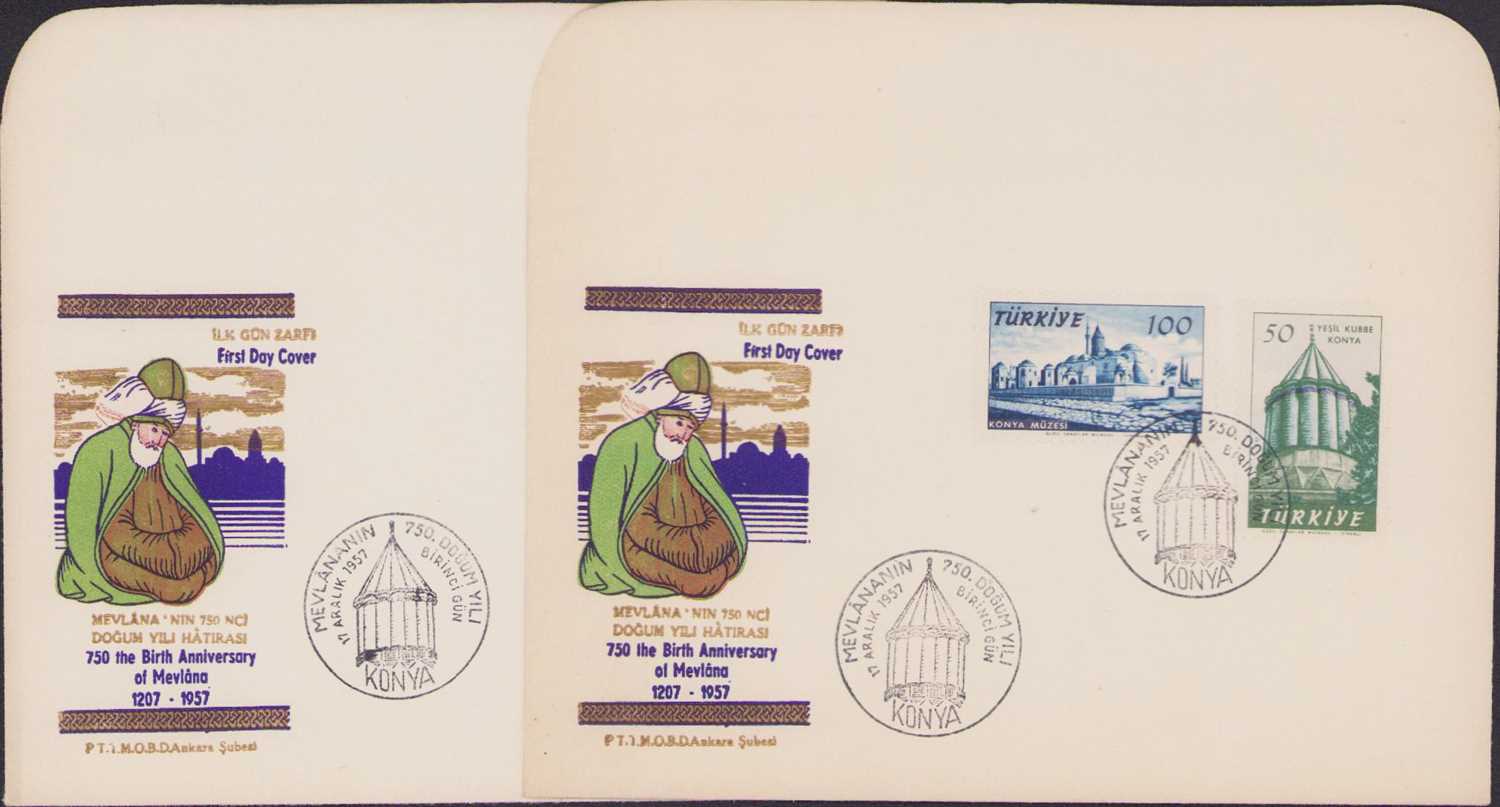 İLK GÜN ZARFI
First Day Cover
MEVLÂNA'NIN 750 NCİ
DOĞUM YILI HÂTIRASI
750 the Birth Anniversary
of Mevlâna
1207 - 1957
P T.T.M.O.B.D.Ankara Şubesi
MEVLÂNANIN 750. DOĞUM YILI
17 ARALIK 1957 BİRİNCİ GÜN
KONYA
İLK GÜN ZARFI
First Day Cover
MEVLÂNA'NIN 750 NCİ
DOĞUM YILI HÂTIRASI
750 the Birth Anniversary
of Mevlâna
1207 - 1957
P T.T.M.O.B.D.Ankara Şubesi
MEVLÂNANIN 750. DOĞUM YILI
17 ARALIK 1957 BİRİNCİ GÜN
KONYA
TÜRKİYE 100
KONYA MÜZESİ
50 YEŞİL KUBBE
KONYA
TÜRKİYE
MEVLÂNANIN 750. DOĞUM YILI
17 ARALIK 1957 BİRİNCİ GÜN
KONYA